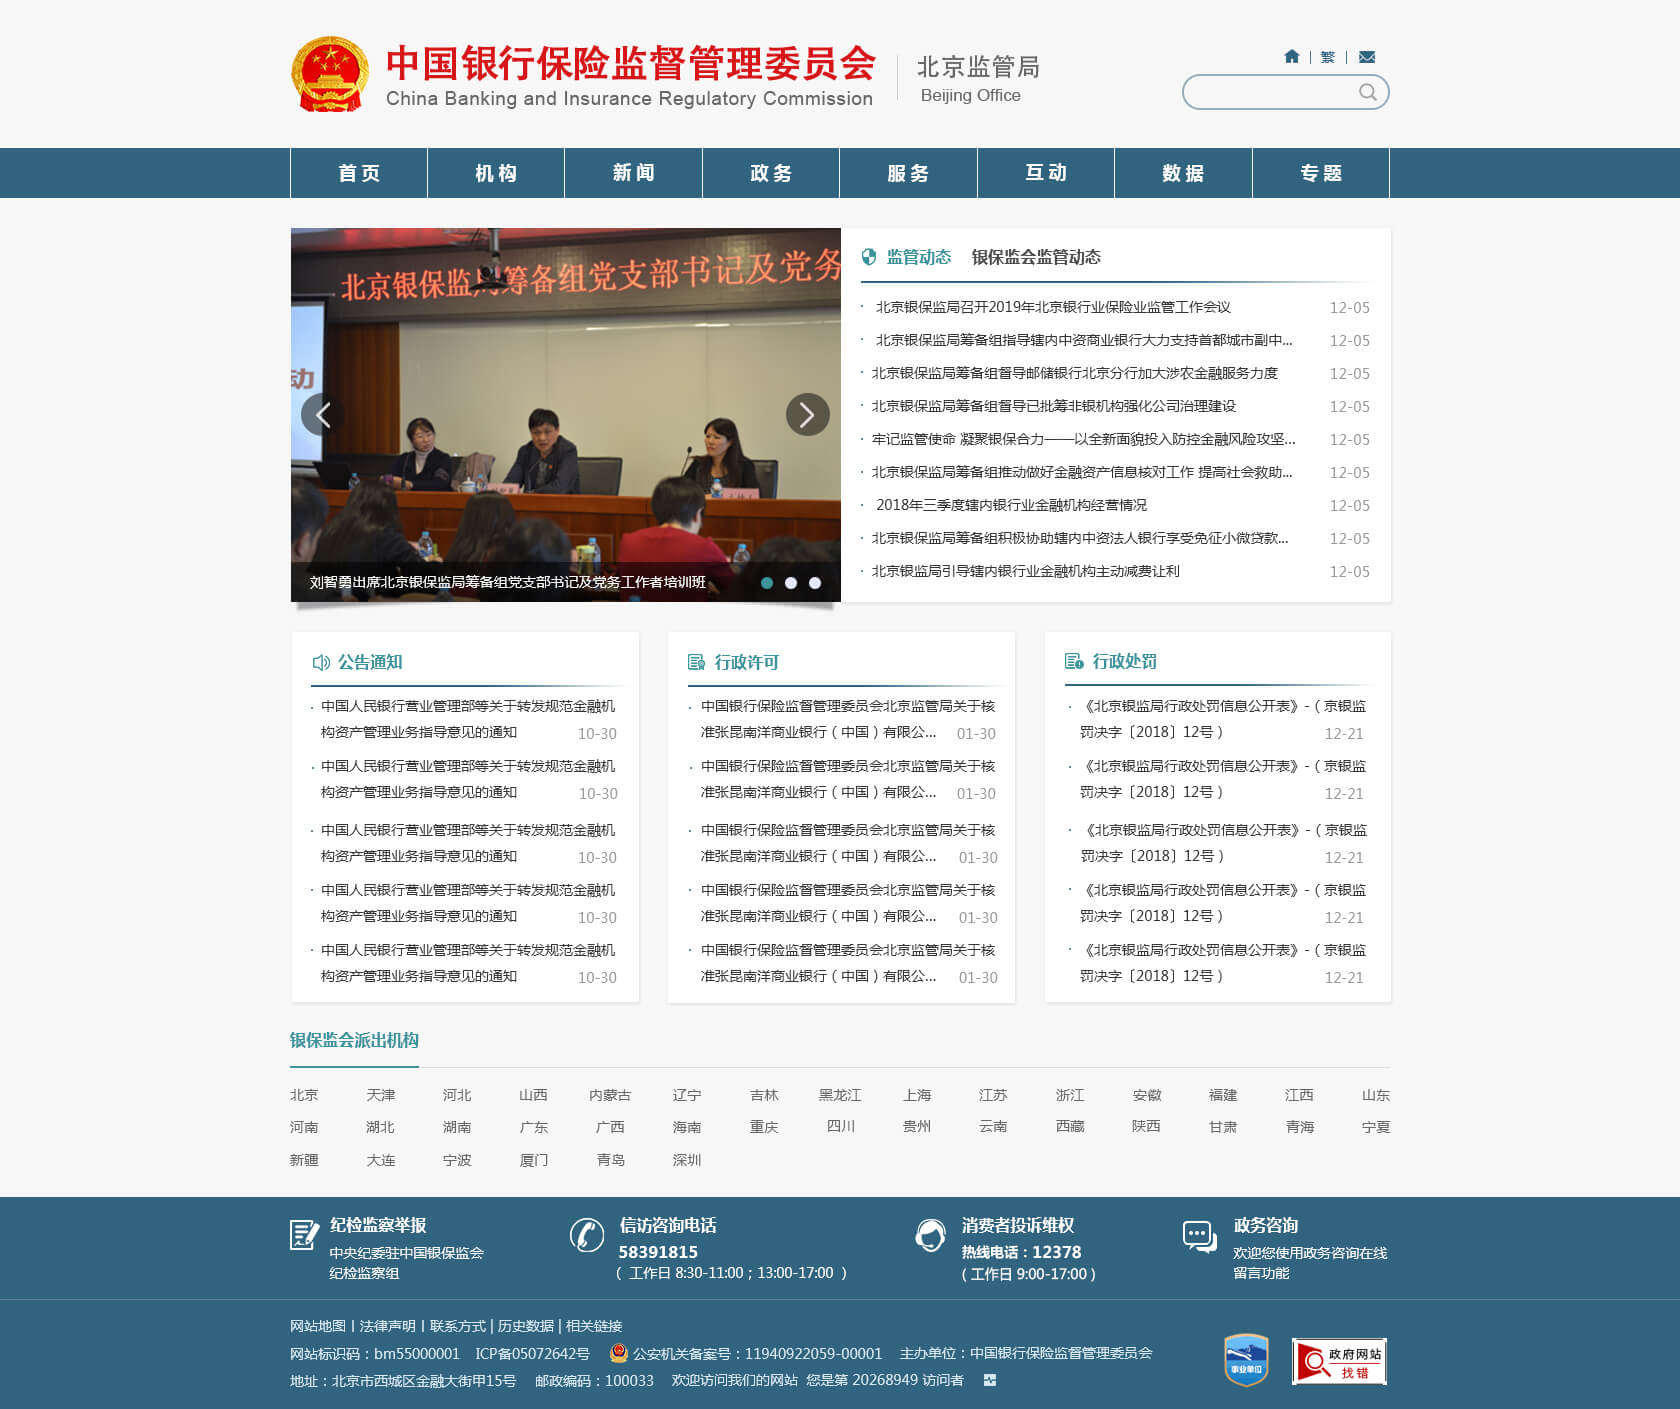 中国银行保险监督管理委员会
China Banking and Insurance Regulatory Commission
北京监管局
Beijing Office
繁
首页 机构 新闻 政务 服务 互动 数据 专题
北京银保监局筹备组党支部书记及党务
动
刘智勇出席北京银保监局筹备组党支部书记及党务工作者培训班
监管动态 银保监会监管动态
· 北京银保监局召开2019年北京银行业保险业监管工作会议 12-05
· 北京银保监局筹备组指导辖内中资商业银行大力支持首都城市副中... 12-05
· 北京银保监局筹备组督导邮储银行北京分行加大涉农金融服务力度 12-05
· 北京银保监局筹备组督导已批筹非银机构强化公司治理建设 12-05
· 牢记监管使命 凝聚银保合力——以全新面貌投入防控金融风险攻坚... 12-05
· 北京银保监局筹备组推动做好金融资产信息核对工作 提高社会救助... 12-05
· 2018年三季度辖内银行业金融机构经营情况 12-05
· 北京银保监局筹备组积极协助辖内中资法人银行享受免征小微贷款... 12-05
· 北京银监局引导辖内银行业金融机构主动减费让利 12-05
公告通知
· 中国人民银行营业管理部等关于转发规范金融机
构资产管理业务指导意见的通知 10-30
· 中国人民银行营业管理部等关于转发规范金融机
构资产管理业务指导意见的通知 10-30
· 中国人民银行营业管理部等关于转发规范金融机
构资产管理业务指导意见的通知 10-30
· 中国人民银行营业管理部等关于转发规范金融机
构资产管理业务指导意见的通知 10-30
· 中国人民银行营业管理部等关于转发规范金融机
构资产管理业务指导意见的通知 10-30
行政许可
· 中国银行保险监督管理委员会北京监管局关于核
准张昆南洋商业银行（中国）有限公... 01-30
· 中国银行保险监督管理委员会北京监管局关于核
准张昆南洋商业银行（中国）有限公... 01-30
· 中国银行保险监督管理委员会北京监管局关于核
准张昆南洋商业银行（中国）有限公... 01-30
· 中国银行保险监督管理委员会北京监管局关于核
准张昆南洋商业银行（中国）有限公... 01-30
· 中国银行保险监督管理委员会北京监管局关于核
准张昆南洋商业银行（中国）有限公... 01-30
行政处罚
· 《北京银监局行政处罚信息公开表》-（京银监
罚决字〔2018〕12号） 12-21
· 《北京银监局行政处罚信息公开表》-（京银监
罚决字〔2018〕12号） 12-21
· 《北京银监局行政处罚信息公开表》-（京银监
罚决字〔2018〕12号） 12-21
· 《北京银监局行政处罚信息公开表》-（京银监
罚决字〔2018〕12号） 12-21
· 《北京银监局行政处罚信息公开表》-（京银监
罚决字〔2018〕12号） 12-21
银保监会派出机构
北京 天津 河北 山西 内蒙古 辽宁 吉林 黑龙江 上海 江苏 浙江 安徽 福建 江西 山东
河南 湖北 湖南 广东 广西 海南 重庆 四川 贵州 云南 西藏 陕西 甘肃 青海 宁夏
新疆 大连 宁波 厦门 青岛 深圳
纪检监察举报
中央纪委驻中国银保监会
纪检监察组
信访咨询电话
58391815
（ 工作日 8:30-11:00；13:00-17:00 ）
消费者投诉维权
热线电话：12378
（工作日 9:00-17:00）
政务咨询
欢迎您使用政务咨询在线
留言功能
网站地图 | 法律声明 | 联系方式 | 历史数据 | 相关链接
网站标识码：bm55000001 ICP备05072642号 公安机关备案号：11940922059-00001 主办单位：中国银行保险监督管理委员会
地址：北京市西城区金融大街甲15号 邮政编码：100033 欢迎访问我们的网站 您是第 20268949 访问者
事业单位
政府网站
找错